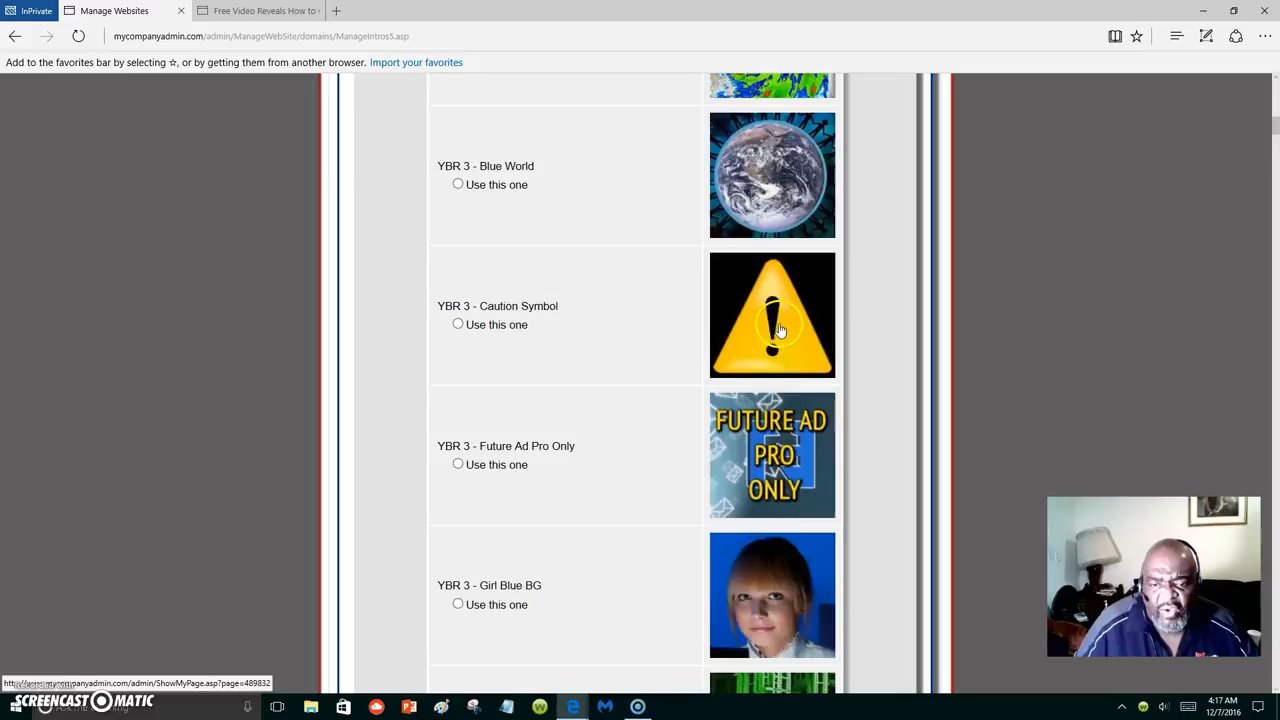 InPrivate
Manage Websites
Free Video Reveals How to
mycompanyadmin.com/admin/ManageWebSite/domains/ManageIntros5.asp
Add to the favorites bar by selecting ☆, or by getting them from another browser. Import your favorites
YBR 3 - Blue World
Use this one
YBR 3 - Caution Symbol
Use this one
YBR 3 - Future Ad Pro Only
Use this one
FUTURE AD
PRO
ONLY
YBR 3 - Girl Blue BG
Use this one
SCREENCAST-O-MATIC
4:17 AM
12/7/2016